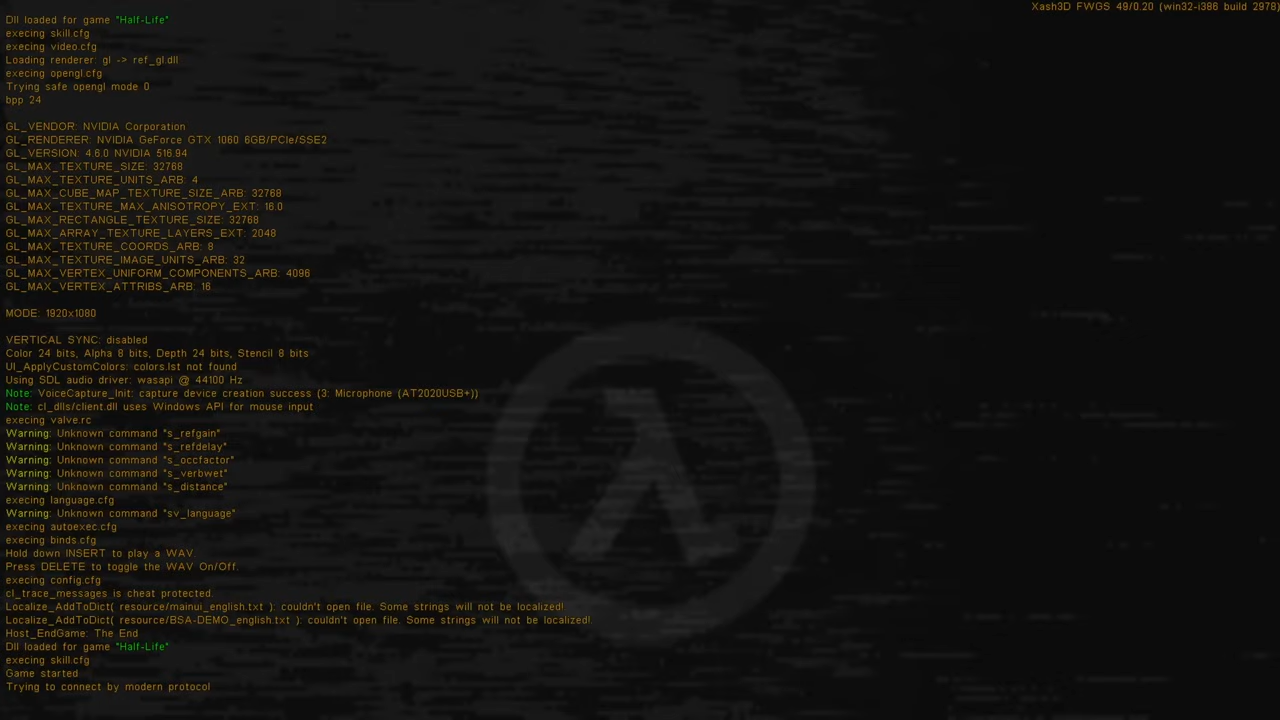 Xash3D FWGS 49/0.20 (win32-i386 build 2978)
Dll loaded for game "Half-Life"
execing skill.cfg
execing video.cfg
Loading renderer: gl -> ref_gl.dll
execing opengl.cfg
Trying safe opengl mode 0
bpp 24
GL_VENDOR: NVIDIA Corporation
GL_RENDERER: NVIDIA GeForce GTX 1060 6GB/PCIe/SSE2
GL_VERSION: 4.6.0 NVIDIA 516.94
GL_MAX_TEXTURE_SIZE: 32768
GL_MAX_TEXTURE_UNITS_ARB: 4
GL_MAX_CUBE_MAP_TEXTURE_SIZE_ARB: 32768
GL_MAX_TEXTURE_MAX_ANISOTROPY_EXT: 16.0
GL_MAX_RECTANGLE_TEXTURE_SIZE: 32768
GL_MAX_ARRAY_TEXTURE_LAYERS_EXT: 2048
GL_MAX_TEXTURE_COORDS_ARB: 8
GL_MAX_TEXTURE_IMAGE_UNITS_ARB: 32
GL_MAX_VERTEX_UNIFORM_COMPONENTS_ARB: 4096
GL_MAX_VERTEX_ATTRIBS_ARB: 16
MODE: 1920x1080
VERTICAL SYNC: disabled
Color 24 bits, Alpha 8 bits, Depth 24 bits, Stencil 8 bits
UI_ApplyCustomColors: colors.lst not found
Using SDL audio driver: wasapi @ 44100 Hz
Note: VoiceCapture_Init: capture device creation success (3: Microphone (AT2020USB+))
Note: cl_dlls/client.dll uses Windows API for mouse input
execing valve.rc
Warning: Unknown command "s_refgain"
Warning: Unknown command "s_refdelay"
Warning: Unknown command "s_occfactor"
Warning: Unknown command "s_verbwet"
Warning: Unknown command "s_distance"
execing language.cfg
Warning: Unknown command "sv_language"
execing autoexec.cfg
execing binds.cfg
Hold down INSERT to play a WAV.
Press DELETE to toggle the WAV On/Off.
execing config.cfg
cl_trace_messages is cheat protected.
Localize_AddToDict( resource/mainui_english.txt ): couldn't open file. Some strings will not be localized!
Localize_AddToDict( resource/BSA-DEMO_english.txt ): couldn't open file. Some strings will not be localized!.
Host_EndGame: The End
Dll loaded for game "Half-Life"
execing skill.cfg
Game started
Trying to connect by modern protocol